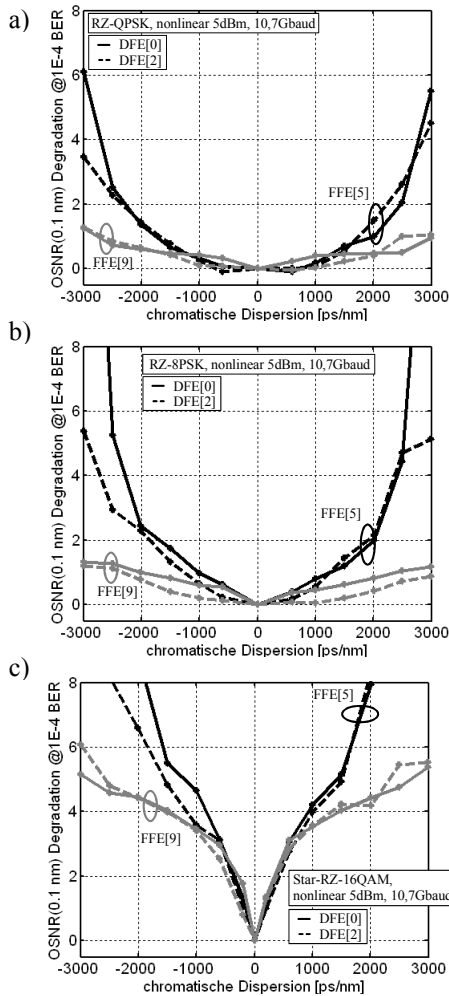 a)
RZ-QPSK, nonlinear 5dBm, 10,7Gbaud
DFE[0]
DFE[2]
FFE[5]
FFE[9]
OSNR(0.1 nm) Degradation @1E-4 BER
8
6
4
2
0
-3000 -2000 -1000 0 1000 2000 3000
chromatische Dispersion [ps/nm]
b)
RZ-8PSK, nonlinear 5dBm, 10,7Gbaud
DFE[0]
DFE[2]
FFE[5]
FFE[9]
OSNR(0.1 nm) Degradation @1E-4 BER
8
6
4
2
0
-3000 -2000 -1000 0 1000 2000 3000
chromatische Dispersion [ps/nm]
c)
FFE[5]
FFE[9]
Star-RZ-16QAM,
nonlinear 5dBm, 10,7Gbaud
DFE[0]
DFE[2]
OSNR(0.1 nm) Degradation @1E-4 BER
8
6
4
2
0
-3000 -2000 -1000 0 1000 2000 3000
chromatische Dispersion [ps/nm]